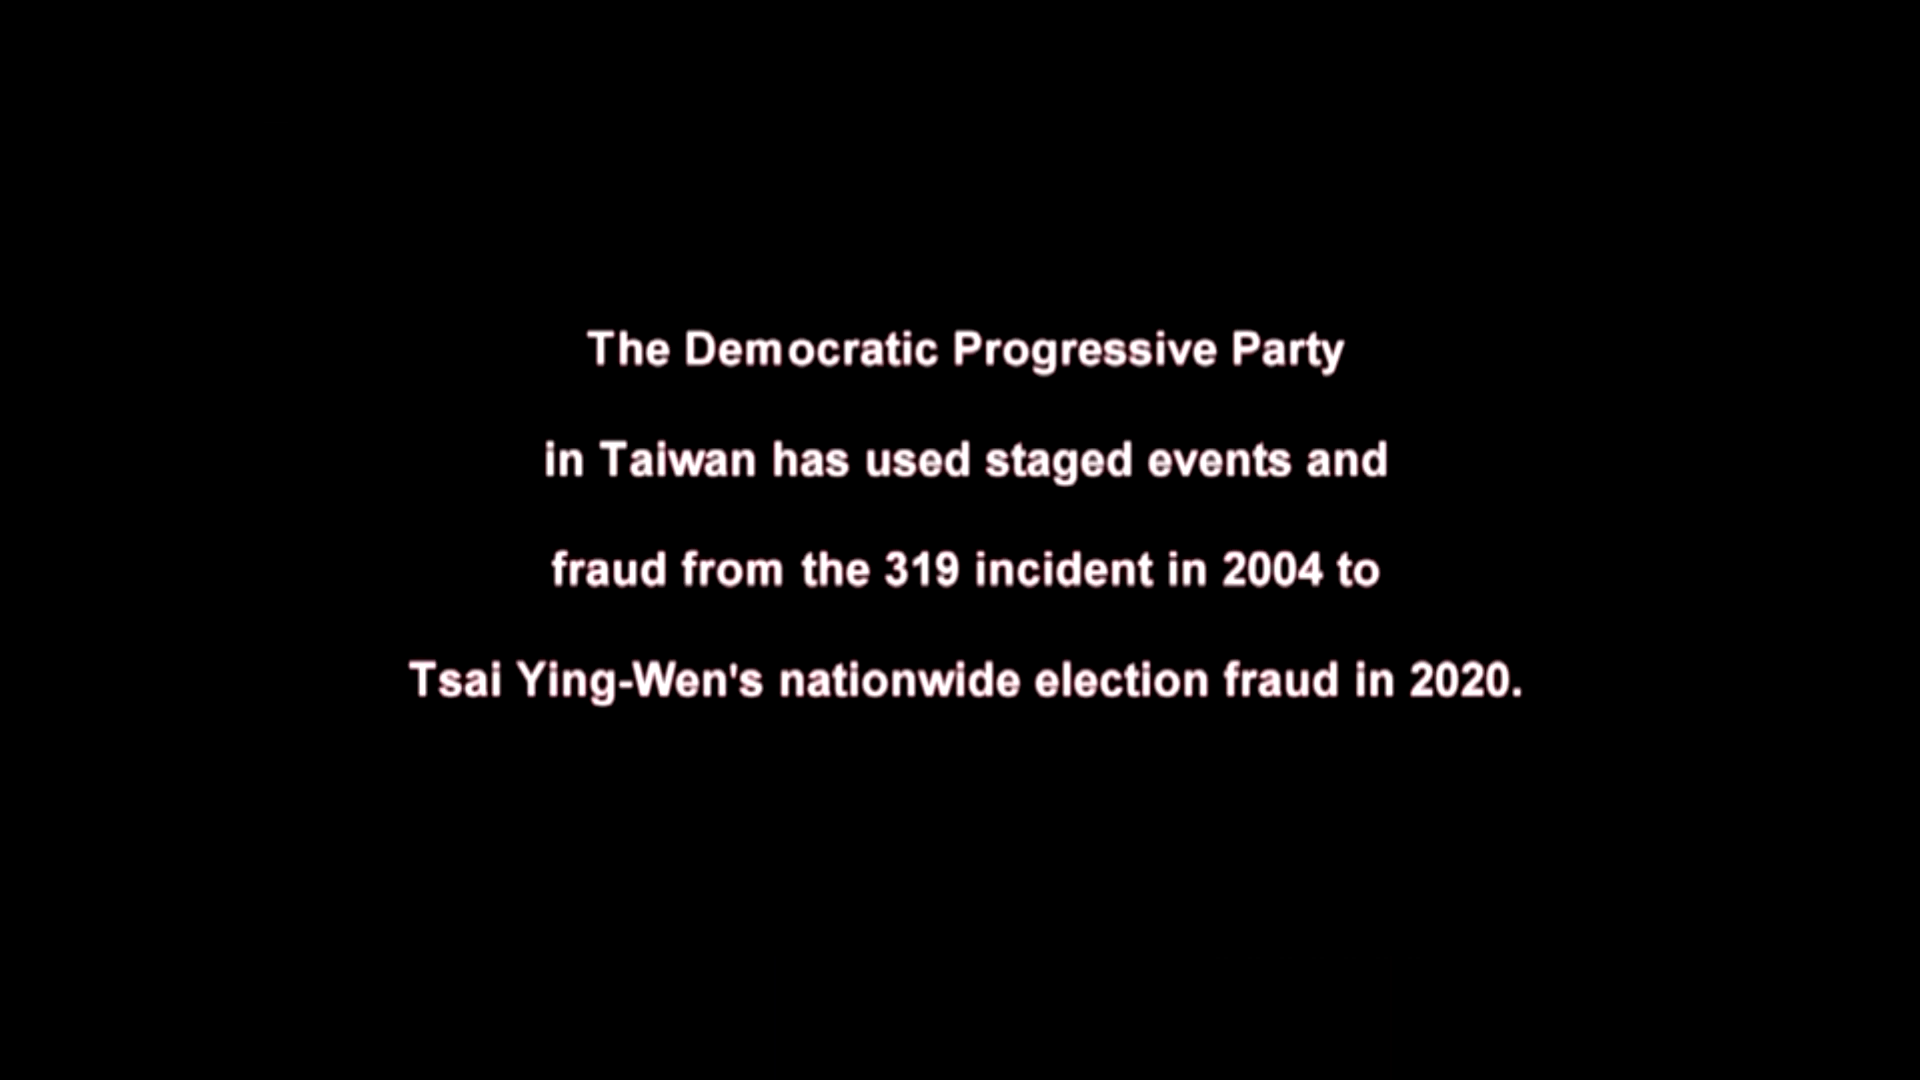 The Democratic Progressive Party
in Taiwan has used staged events and
fraud from the 319 incident in 2004 to
Tsai Ying-Wen's nationwide election fraud in 2020.